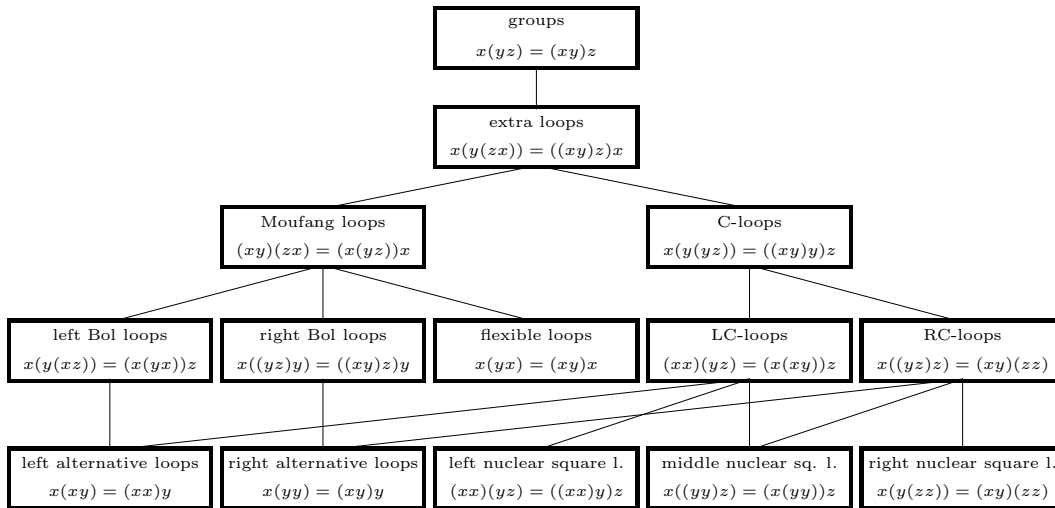 groups
x(yz) = (xy)z
extra loops
x(y(zx)) = ((xy)z)x
Moufang loops
(xy)(zx) = (x(yz))x
C-loops
x(y(yz)) = ((xy)y)z
left Bol loops
x(y(xz)) = (x(yx))z
right Bol loops
x((yz)y) = ((xy)z)y
flexible loops
x(yx) = (xy)x
LC-loops
(xx)(yz) = (x(xy))z
RC-loops
x((yz)z) = (xy)(zz)
left alternative loops
x(xy) = (xx)y
right alternative loops
x(yy) = (xy)y
left nuclear square l.
(xx)(yz) = ((xx)y)z
middle nuclear sq. l.
x((yy)z) = (x(yy))z
right nuclear square l.
x(y(zz)) = (xy)(zz)